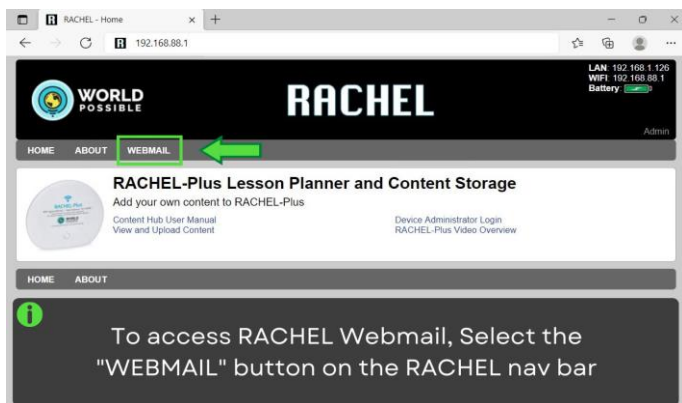 RACHEL - Home
192.168.88.1
WORLD
POSSIBLE
RACHEL
LAN: 192.168.1.126
WIFI: 192.168.88.1
Battery:
Admin
HOME ABOUT WEBMAIL
RACHEL-Plus Lesson Planner and Content Storage
Add your own content to RACHEL-Plus
Content Hub User Manual Device Administrator Login
View and Upload Content RACHEL-Plus Video Overview
RACHEL-Plus
HOME ABOUT
To access RACHEL Webmail, Select the
"WEBMAIL" button on the RACHEL nav bar